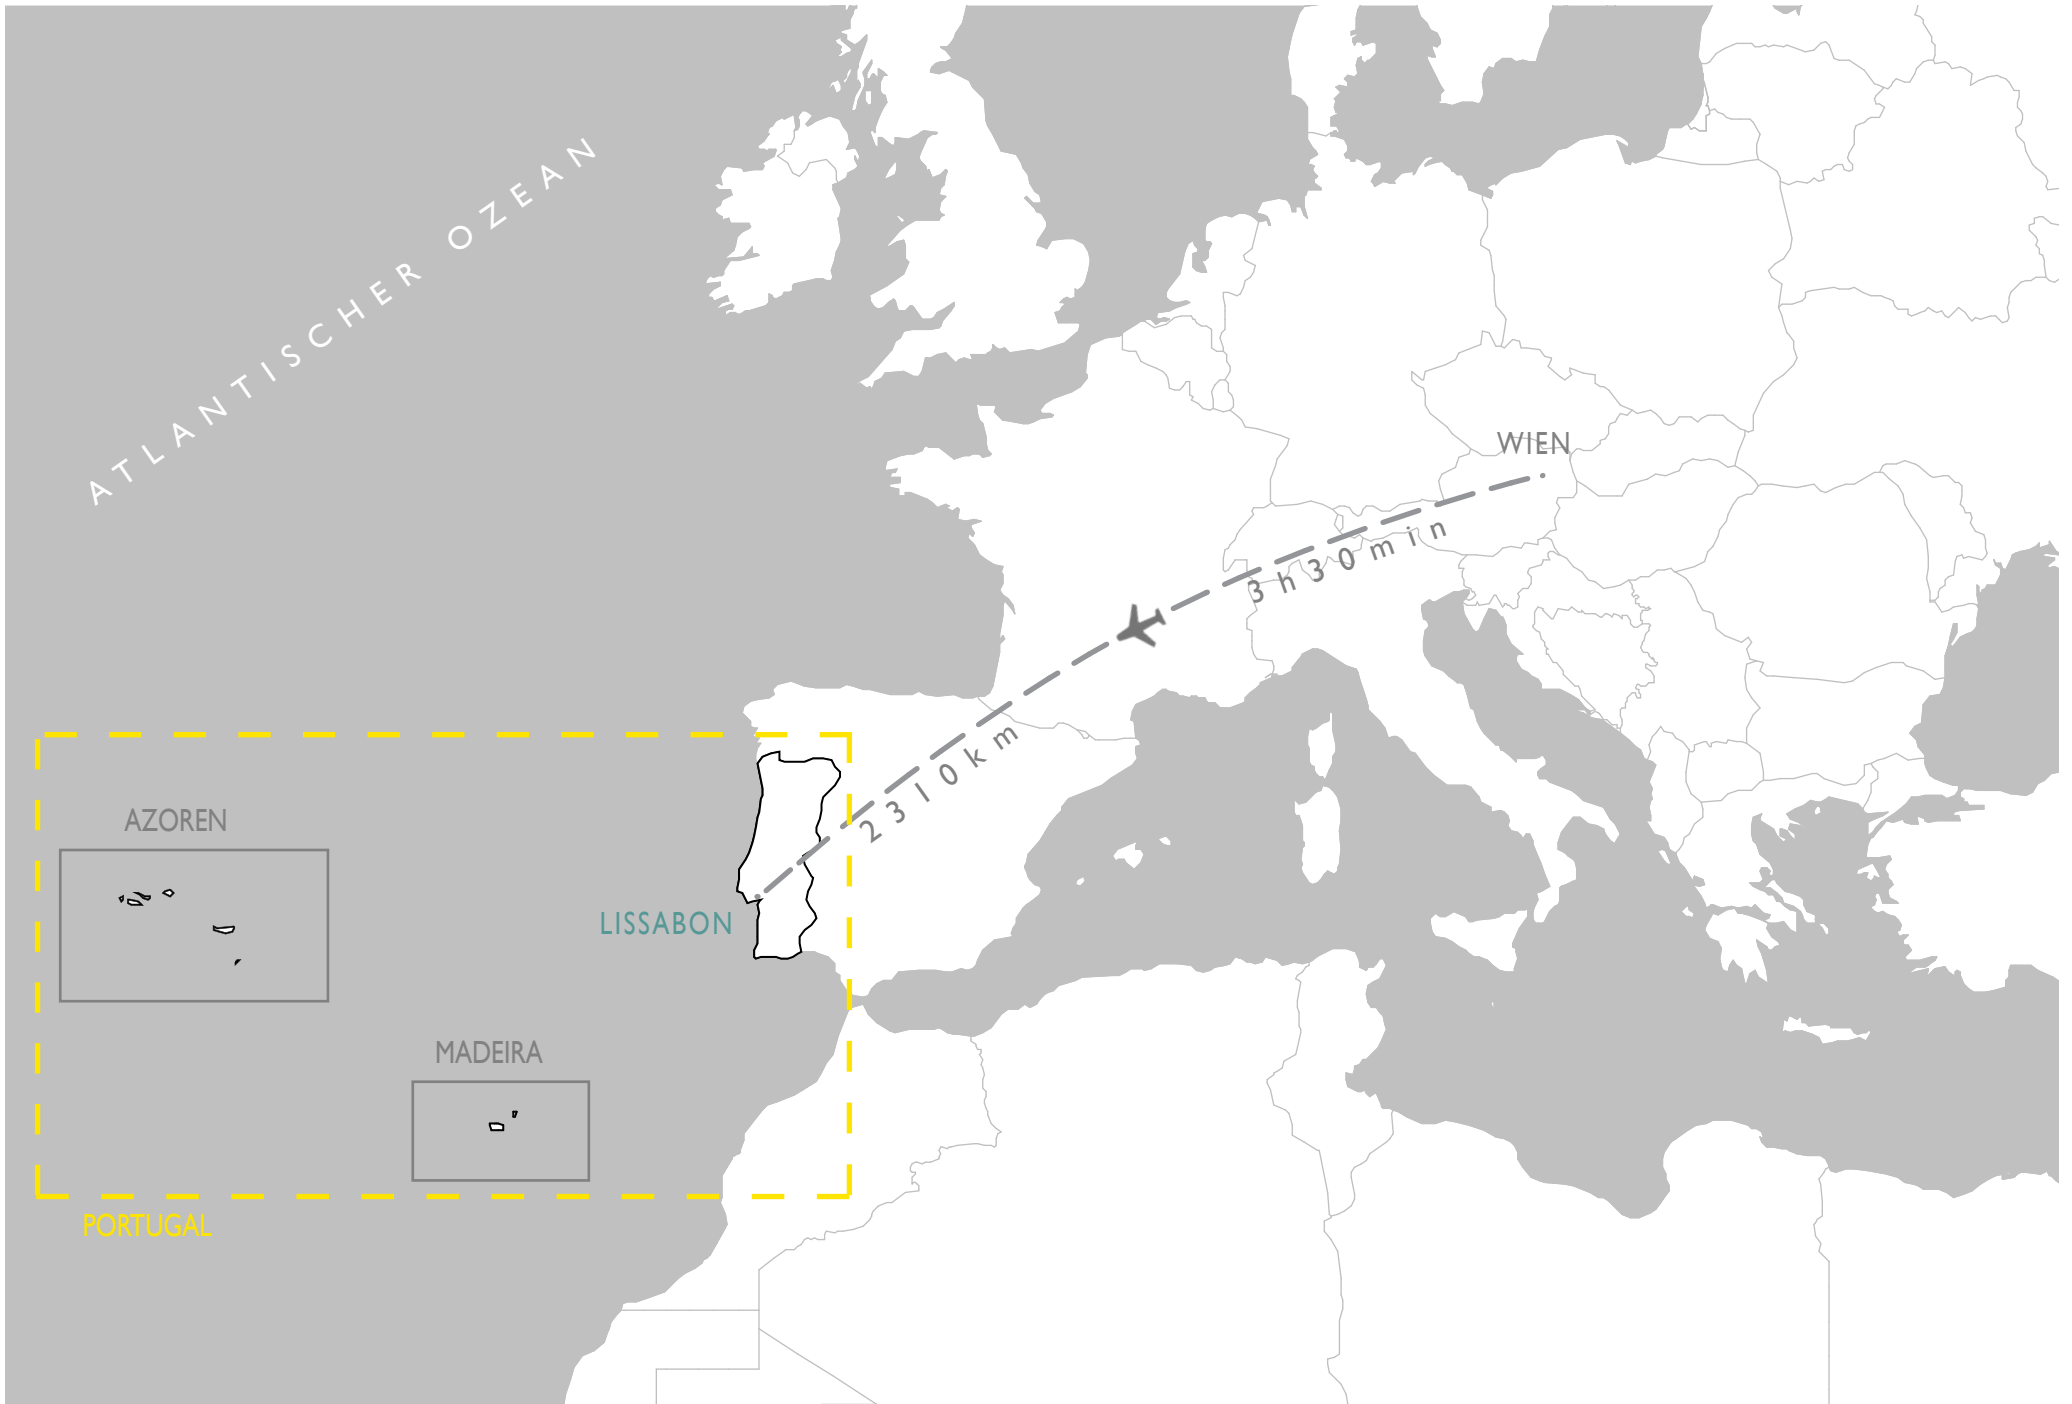 ATLANTISCHER OZEAN
WIEN
3h30min
2310km
AZOREN
LISSABON
MADEIRA
PORTUGAL